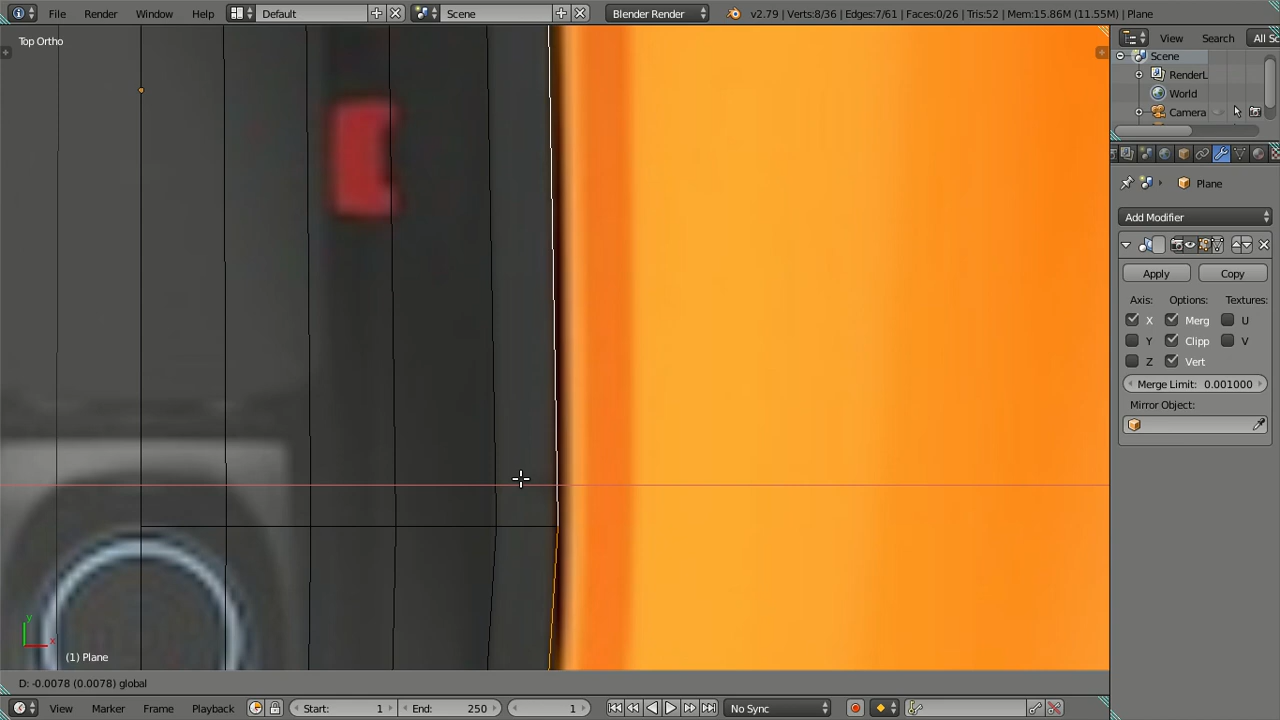 File Render Window Help Default Scene Blender Render v2.79 | Verts:8/36 | Edges:7/61 | Faces:0/26 | Tris:52 | Mem:15.86M (11.55M) | Plane
Top Ortho
View Search All Sc
Scene
RenderL
World
Camera
Plane
Add Modifier
Apply Copy
Axis: Options: Textures:
X Merg U
Y Clipp V
Z Vert
Merge Limit: 0.001000
Mirror Object:
y
x
(1) Plane
D: -0.0078 (0.0078) global
View Marker Frame Playback Start: 1 End: 250 1 No Sync